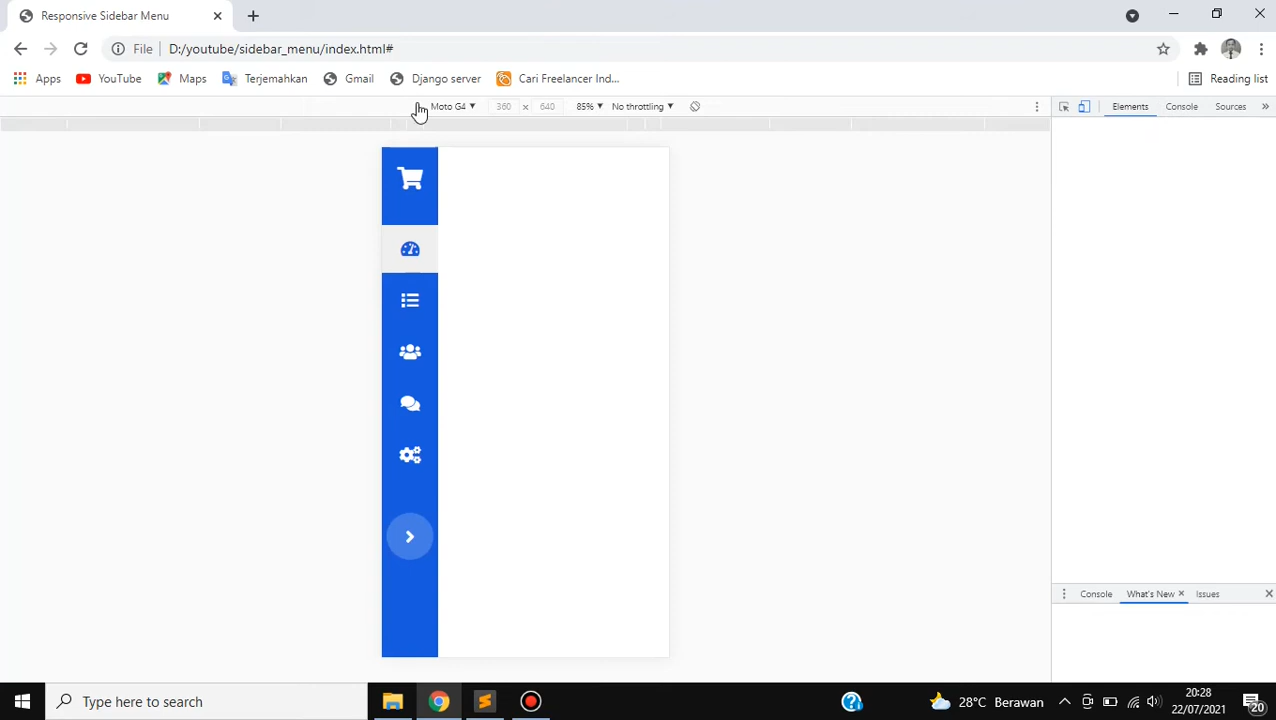 Responsive Sidebar Menu
File D:/youtube/sidebar_menu/index.html#
Apps YouTube Maps Terjemahkan Gmail Django server Cari Freelancer Ind... Reading list
Moto G4 360 x 640 85% No throttling Elements Console Sources »
Console What's New Issues
Type here to search
28°C Berawan
20:28
22/07/2021
20